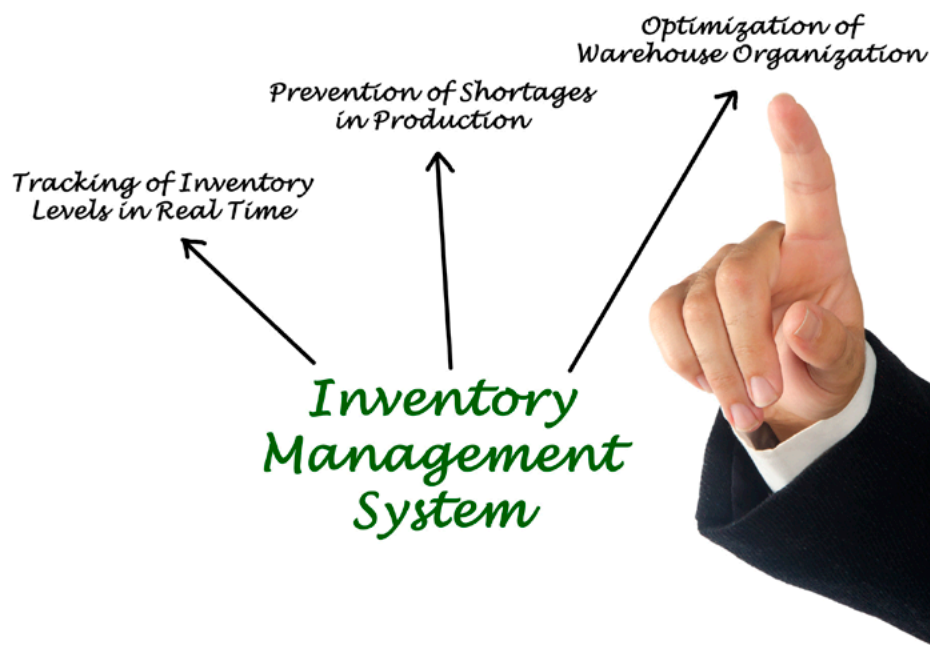 Optimization of
Warehouse Organization
Prevention of Shortages
in Production
Tracking of Inventory
Levels in Real Time
Inventory
Management
System